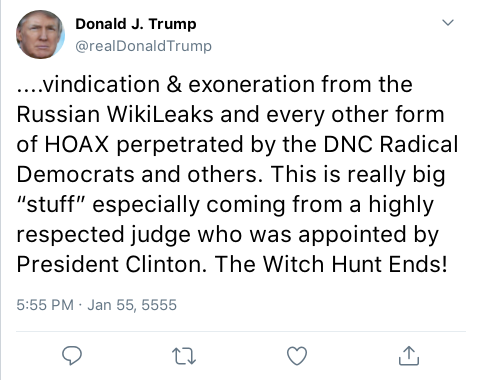 Donald J. Trump
@realDonaldTrump
....vindication & exoneration from the
Russian WikiLeaks and every other form
of HOAX perpetrated by the DNC Radical
Democrats and others. This is really big
“stuff” especially coming from a highly
respected judge who was appointed by
President Clinton. The Witch Hunt Ends!
5:55 PM · Jan 55, 5555